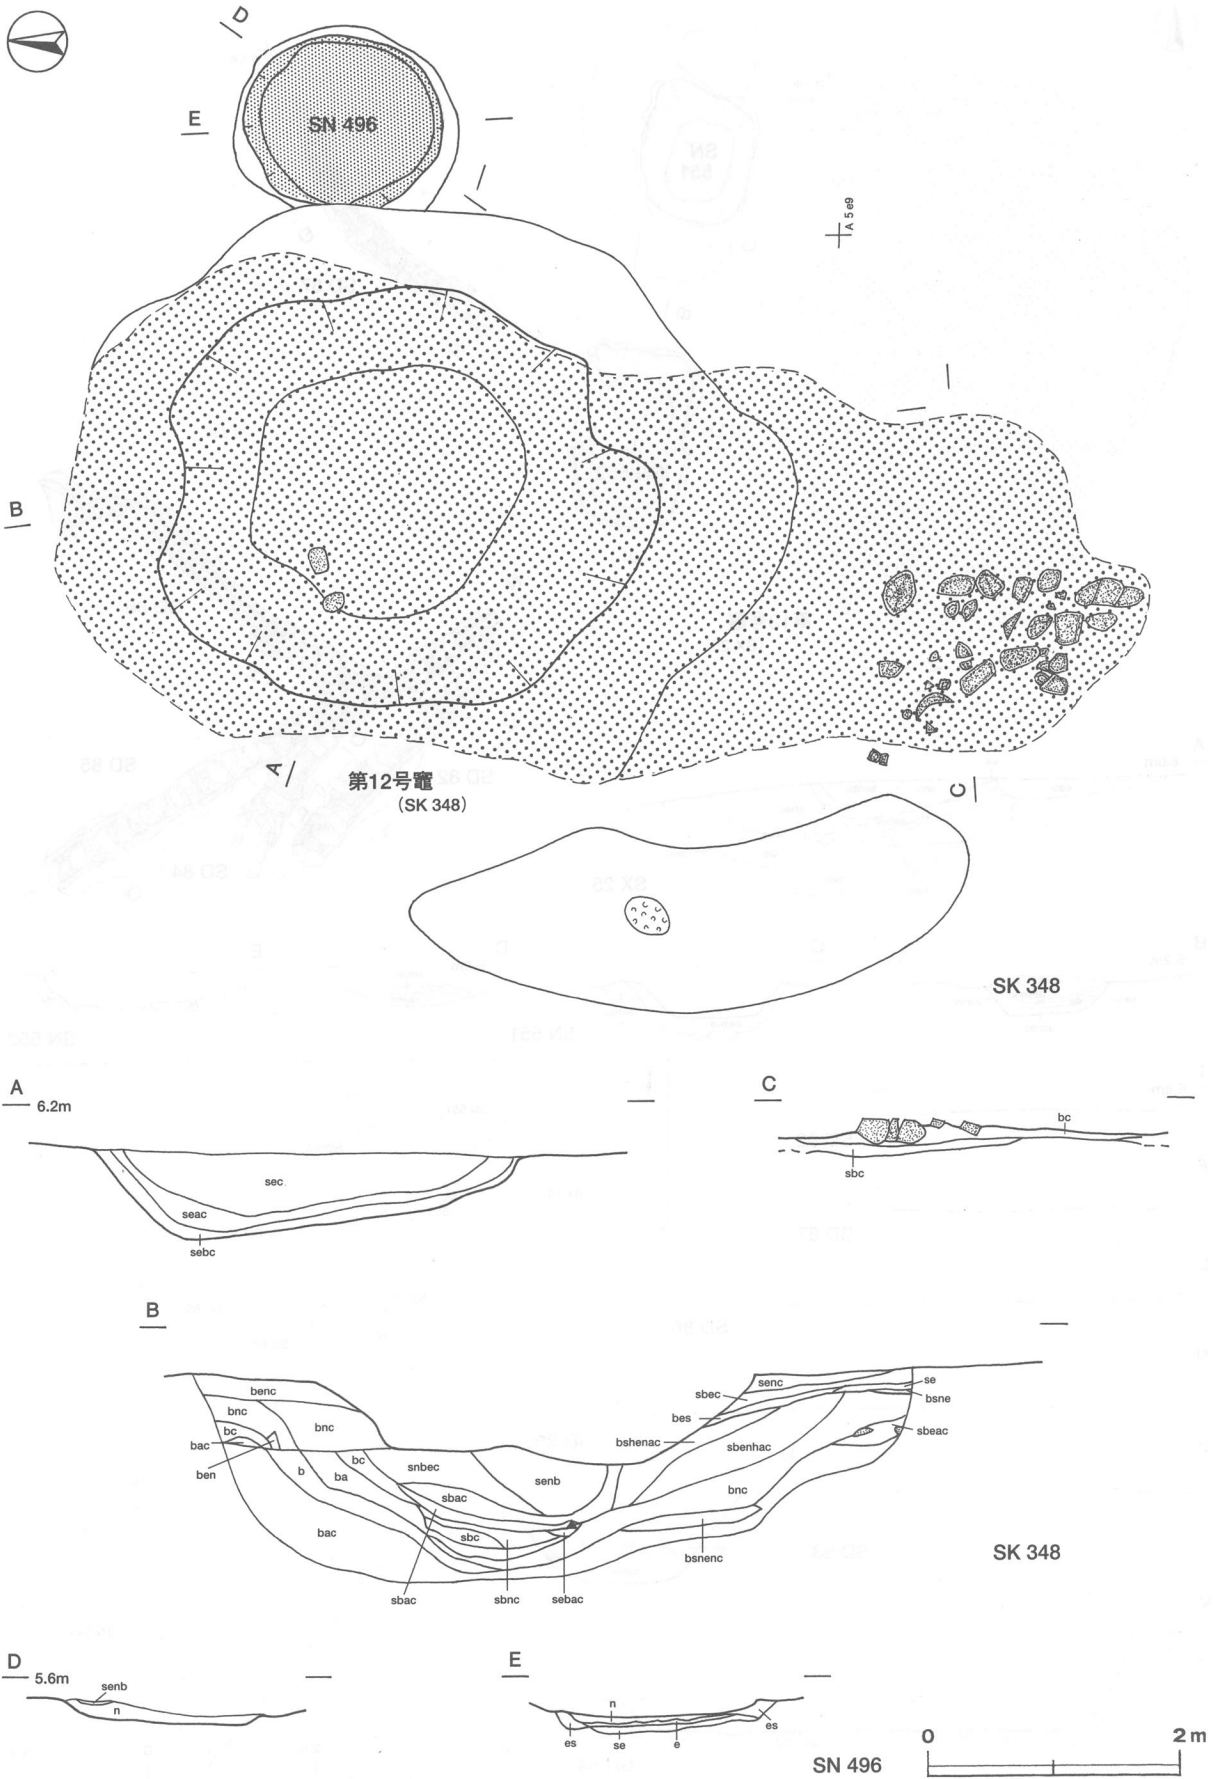 D
E
SN 496
A 5 e9
B
A
第12号竈
(SK 348)
C
SK 348
A
6.2m
sec
seac
sebc
C
bc
sbc
B
benc
bnc
bnc
bc
bac
ben
b
ba
bc
snbec
senb
sbac
sbc
bac
sbac
sbnc
sebac
senc
se
sbec
bsne
bes
bshenac
sbenhac
sbeac
bnc
bsnenc
SK 348
D
5.6m
senb
n
E
n
es
se
e
es
SN 496
0
2 m